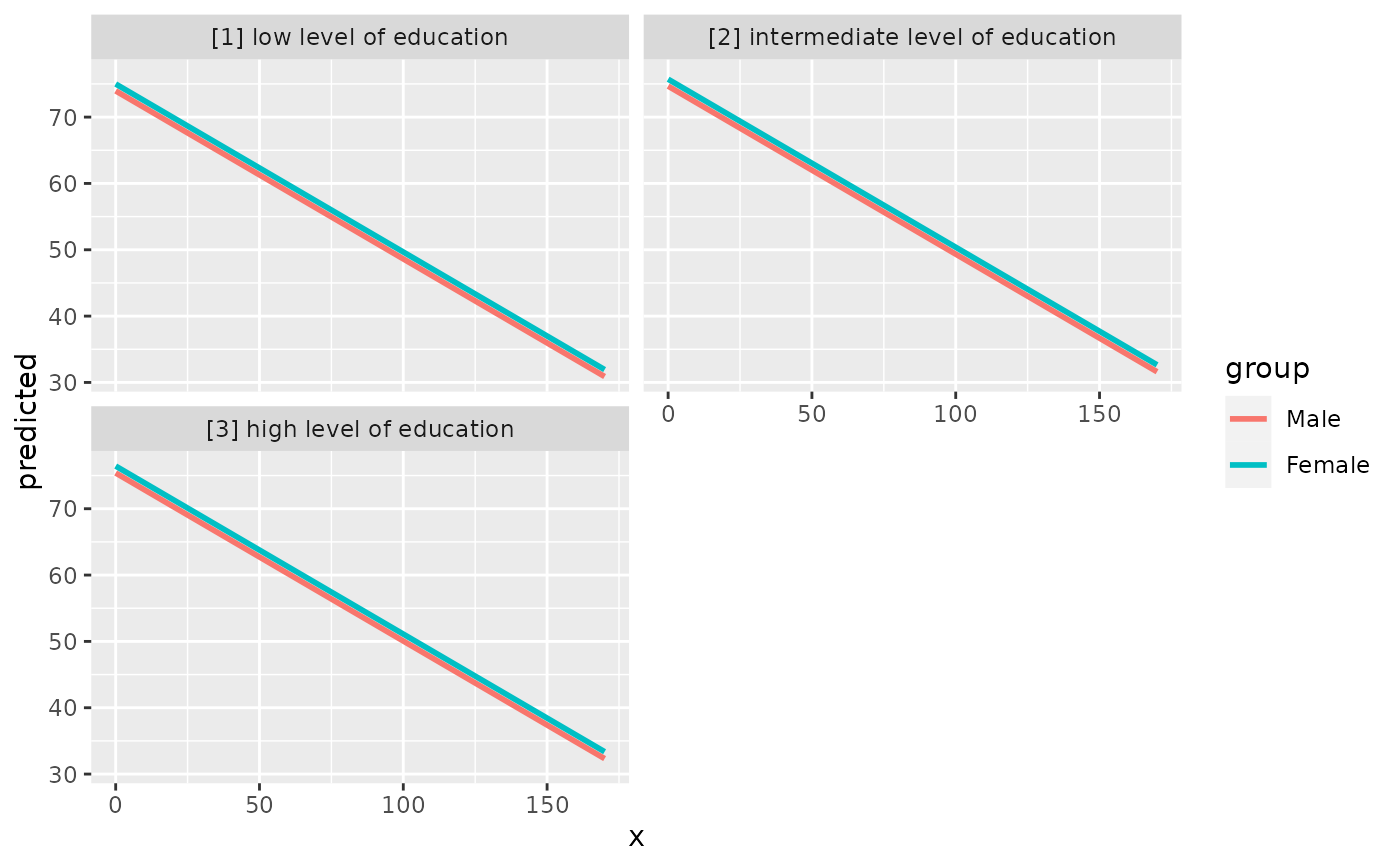 [1] low level of education
[2] intermediate level of education
70
60
50
40
30
0 50 100 150
[3] high level of education
70
60
50
40
30
0 50 100 150
x
predicted
group
Male
Female